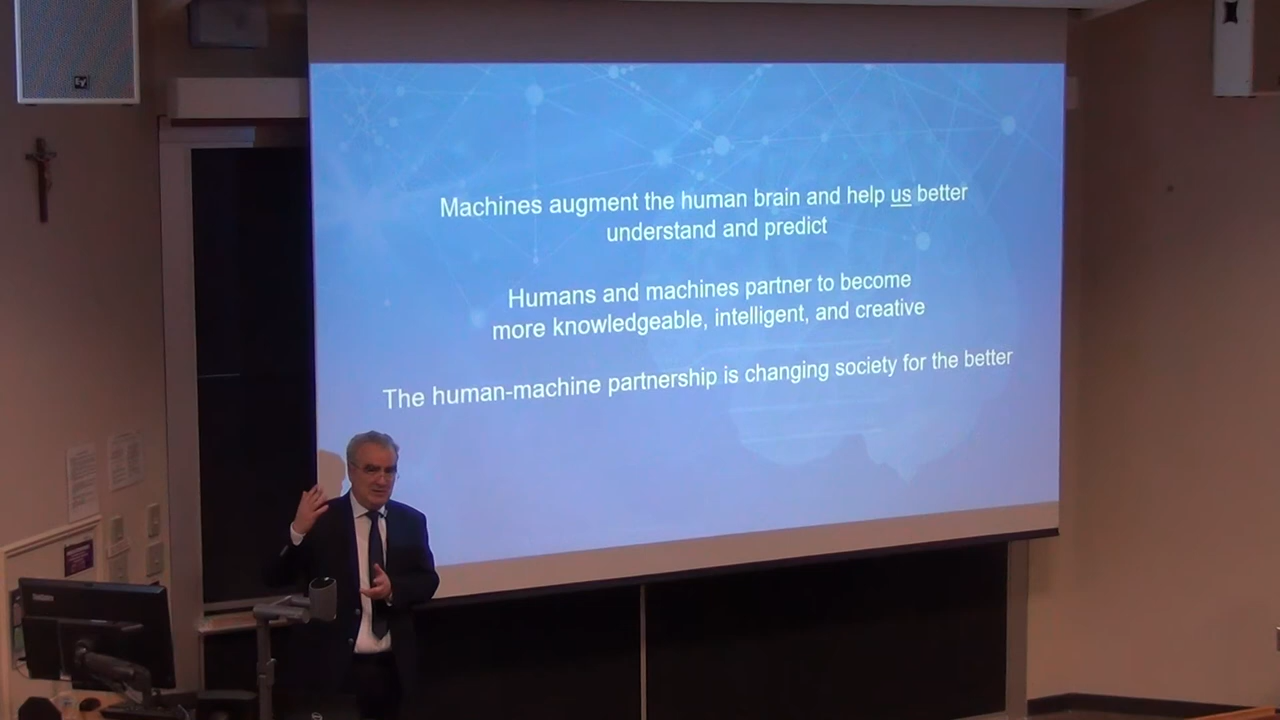 Machines augment the human brain and help us better
understand and predict
Humans and machines partner to become
more knowledgeable, intelligent, and creative
The human-machine partnership is changing society for the better